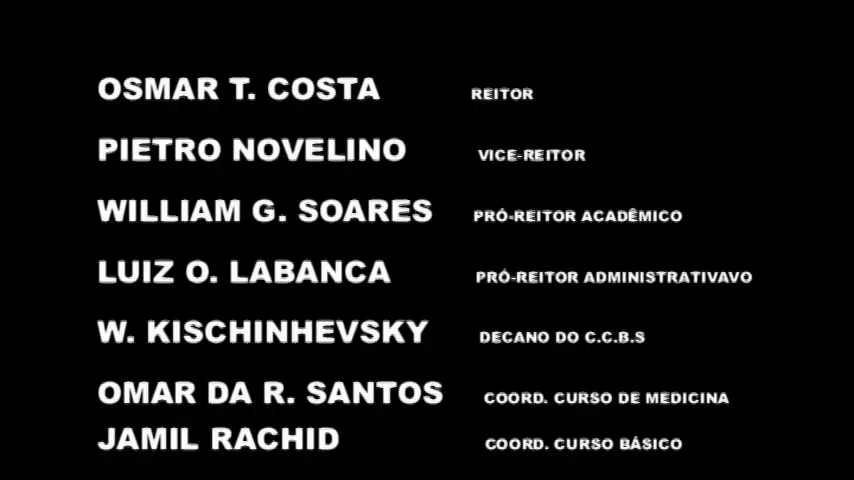 OSMAR T. COSTA REITOR
PIETRO NOVELINO VICE-REITOR
WILLIAM G. SOARES PRÓ-REITOR ACADÊMICO
LUIZ O. LABANCA PRÓ-REITOR ADMINISTRATIVAVO
W. KISCHINHEVSKY DECANO DO C.C.B.S
OMAR DA R. SANTOS COORD. CURSO DE MEDICINA
JAMIL RACHID COORD. CURSO BÁSICO